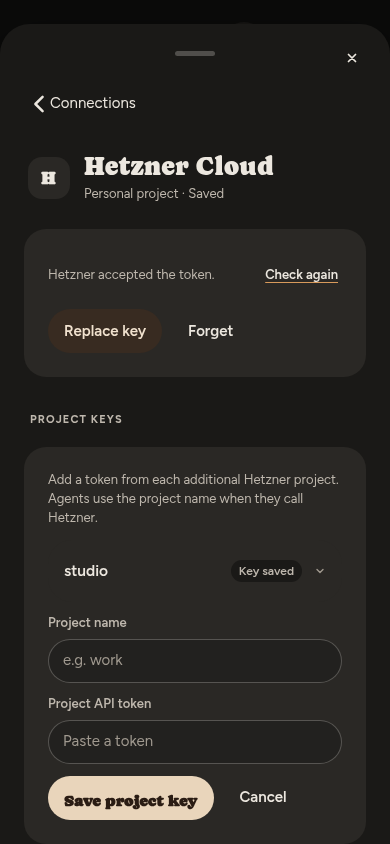 Connections
H
Hetzner Cloud
Personal project · Saved
Hetzner accepted the token.
Check again
Replace key
Forget
PROJECT KEYS
Add a token from each additional Hetzner project.
Agents use the project name when they call
Hetzner.
studio
Key saved
Project name
e.g. work
Project API token
Paste a token
Save project key
Cancel